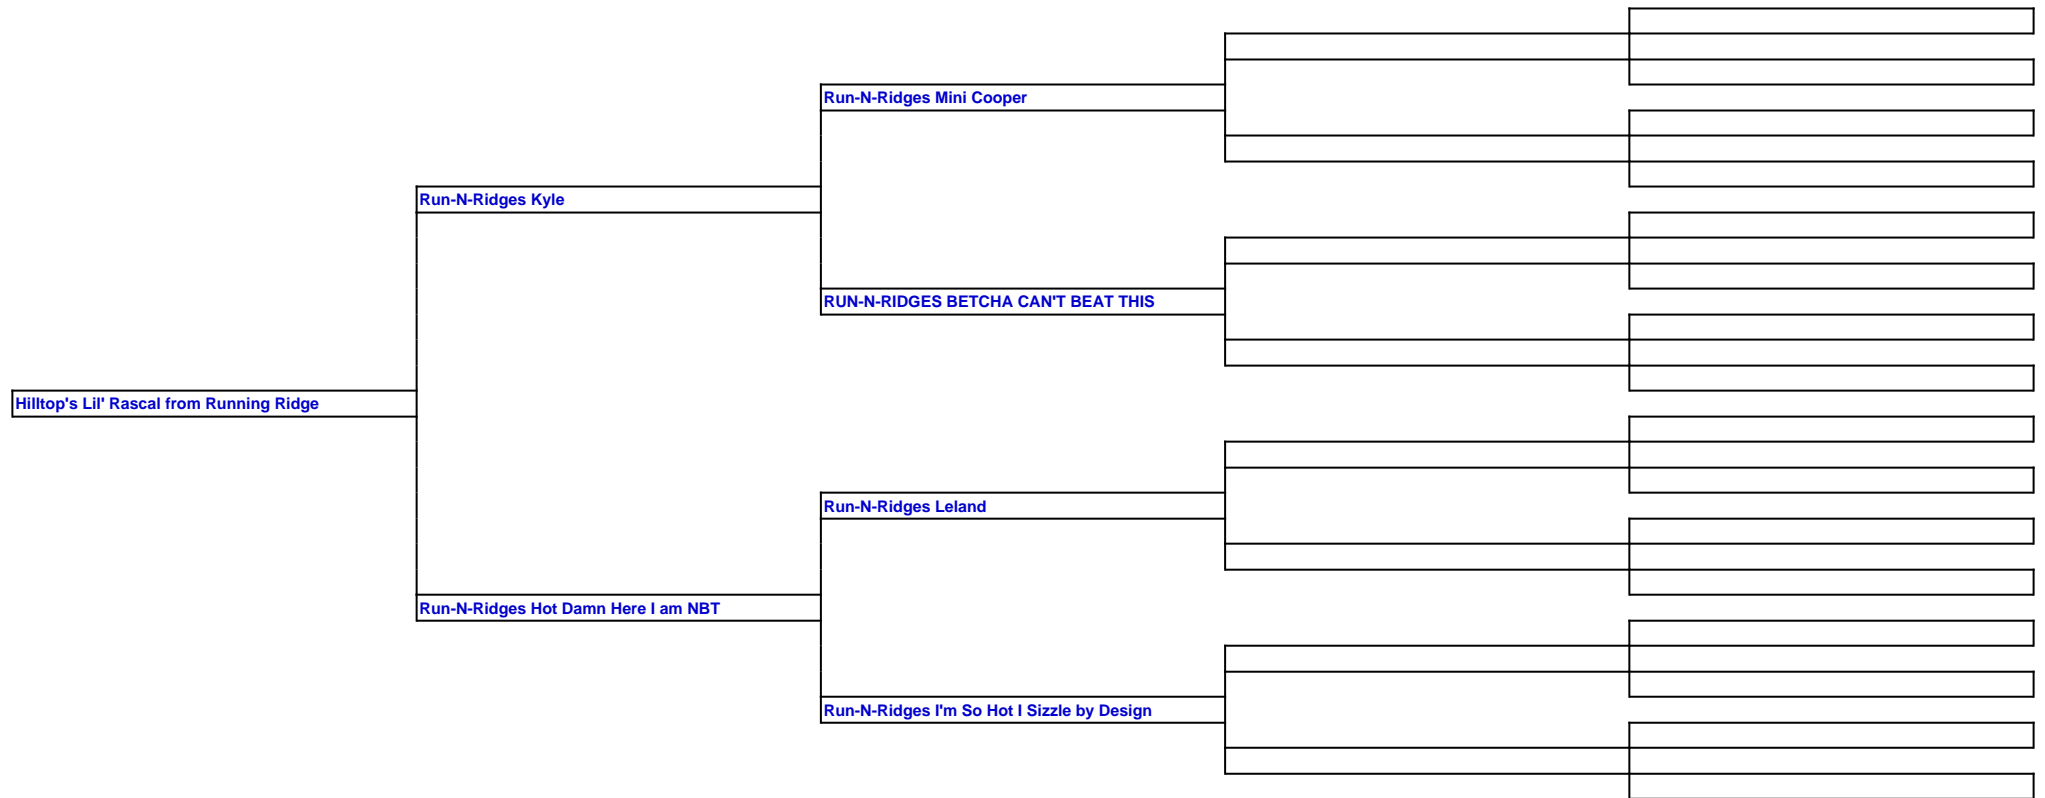 Run-N-Ridges Mini Cooper
Run-N-Ridges Kyle
RUN-N-RIDGES BETCHA CAN'T BEAT THIS
Hilltop's Lil' Rascal from Running Ridge
Run-N-Ridges Leland
Run-N-Ridges Hot Damn Here I am NBT
Run-N-Ridges I'm So Hot I Sizzle by Design